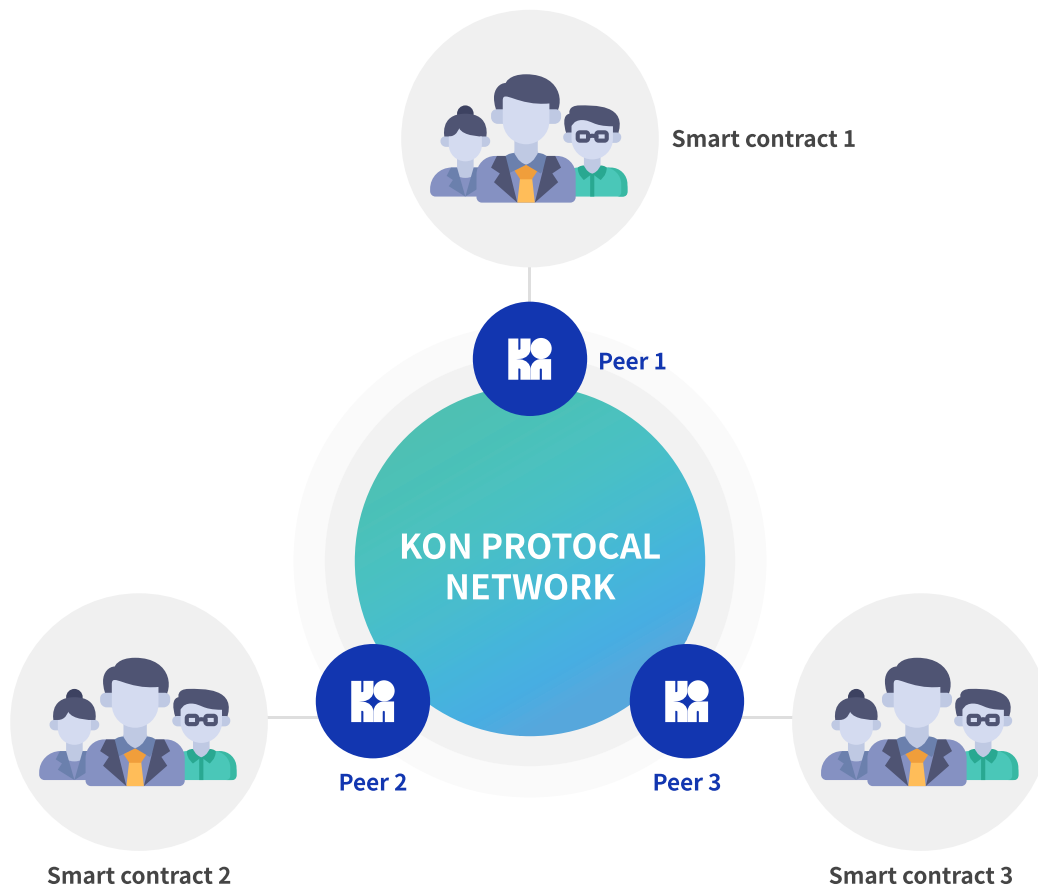 Smart contract 1
Peer 1
KON PROTOCAL
NETWORK
Peer 2
Peer 3
Smart contract 2
Smart contract 3